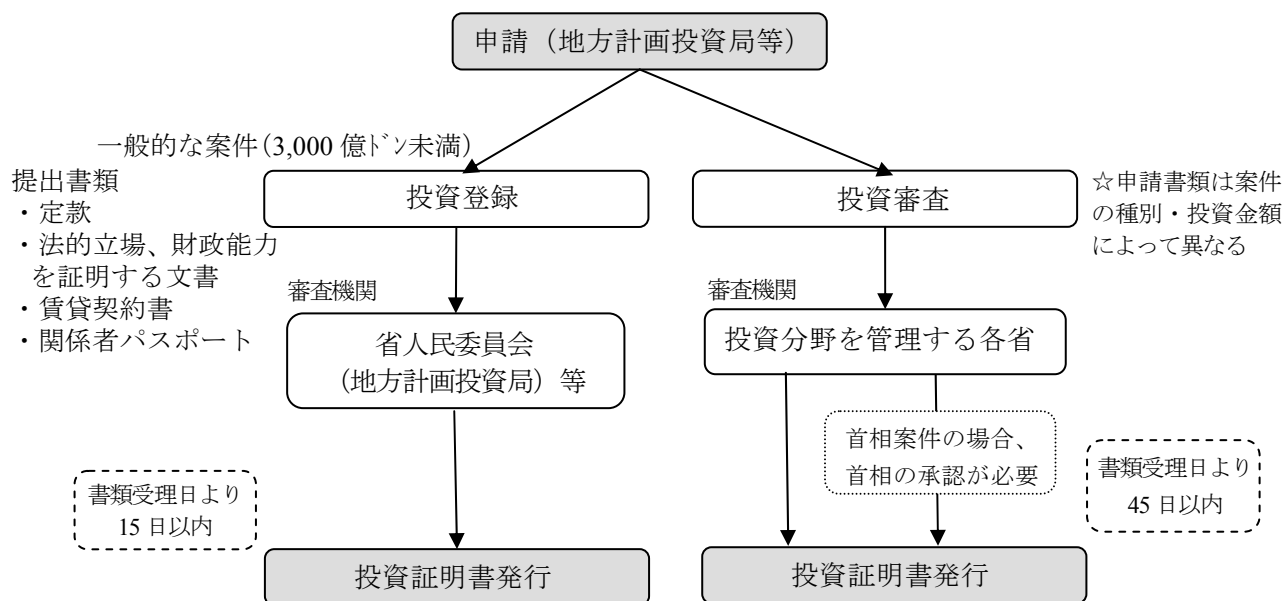 申請（地方計画投資局等）
一般的な案件（3,000 億ﾄﾞﾝ未満）
提出書類
・定款
・法的立場、財政能力
を証明する文書
・賃貸契約書
・関係者パスポート
投資登録
投資審査
☆申請書類は案件
の種別・投資金額
によって異なる
審査機関
省人民委員会
（地方計画投資局）等
審査機関
投資分野を管理する各省
首相案件の場合、
首相の承認が必要
書類受理日より
15 日以内
書類受理日より
45 日以内
投資証明書発行
投資証明書発行